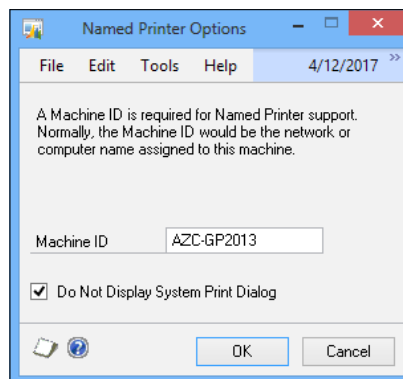 Named Printer Options
File Edit Tools Help 4/12/2017 »
A Machine ID is required for Named Printer support.
Normally, the Machine ID would be the network or
computer name assigned to this machine.
Machine ID AZC-GP2013
Do Not Display System Print Dialog
OK Cancel